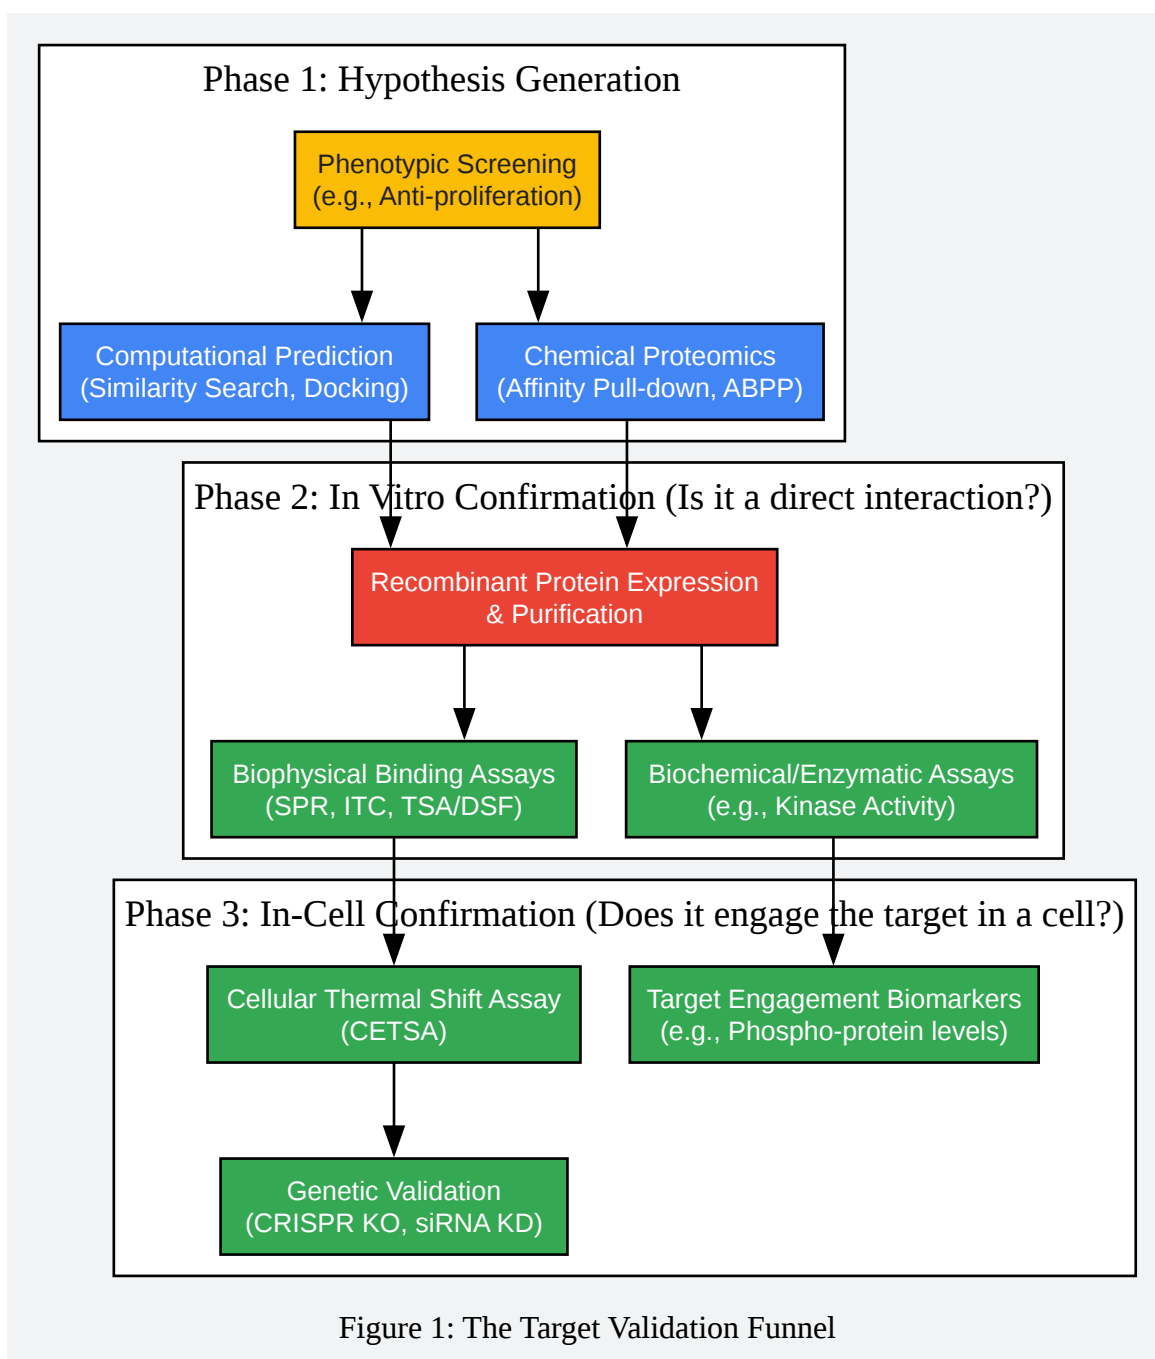 Phase 1: Hypothesis Generation
Phenotypic Screening
(e.g., Anti-proliferation)
Computational Prediction
(Similarity Search, Docking)
Chemical Proteomics
(Affinity Pull-down, ABPP)
Phase 2: In Vitro Confirmation (Is it a direct interaction?)
Recombinant Protein Expression
& Purification
Biophysical Binding Assays
(SPR, ITC, TSA/DSF)
Biochemical/Enzymatic Assays
(e.g., Kinase Activity)
Phase 3: In-Cell Confirmation (Does it engage the target in a cell?)
Cellular Thermal Shift Assay
(CETSA)
Target Engagement Biomarkers
(e.g., Phospho-protein levels)
Genetic Validation
(CRISPR KO, siRNA KD)
Figure 1: The Target Validation Funnel